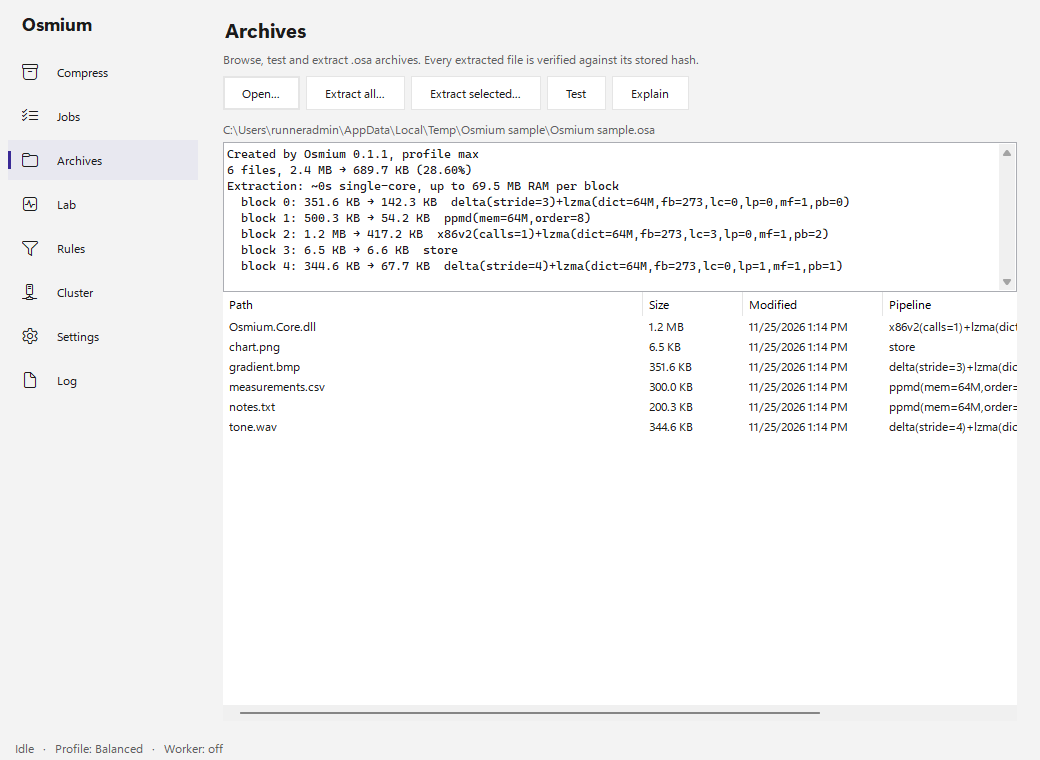 Osmium
Compress
Jobs
Archives
Lab
Rules
Cluster
Settings
Log
Archives
Browse, test and extract .osa archives. Every extracted file is verified against its stored hash.
Open... Extract all... Extract selected... Test Explain
C:\Users\runneradmin\AppData\Local\Temp\Osmium sample\Osmium sample.osa
Created by Osmium 0.1.1, profile max
6 files, 2.4 MB → 689.7 KB (28.60%)
Extraction: ~0s single-core, up to 69.5 MB RAM per block
block 0: 351.6 KB → 142.3 KB delta(stride=3)+lzma(dict=64M,fb=273,lc=0,lp=0,mf=1,pb=0)
block 1: 500.3 KB → 54.2 KB ppmd(mem=64M,order=8)
block 2: 1.2 MB → 417.2 KB x86v2(calls=1)+lzma(dict=64M,fb=273,lc=3,lp=0,mf=1,pb=2)
block 3: 6.5 KB → 6.6 KB store
block 4: 344.6 KB → 67.7 KB delta(stride=4)+lzma(dict=64M,fb=273,lc=0,lp=1,mf=1,pb=1)
Path Size Modified Pipeline
Osmium.Core.dll 1.2 MB 11/25/2026 1:14 PM x86v2(calls=1)+lzma(dict
chart.png 6.5 KB 11/25/2026 1:14 PM store
gradient.bmp 351.6 KB 11/25/2026 1:14 PM delta(stride=3)+lzma(dic
measurements.csv 300.0 KB 11/25/2026 1:14 PM ppmd(mem=64M,order=
notes.txt 200.3 KB 11/25/2026 1:14 PM ppmd(mem=64M,order=
tone.wav 344.6 KB 11/25/2026 1:14 PM delta(stride=4)+lzma(dic
Idle · Profile: Balanced · Worker: off